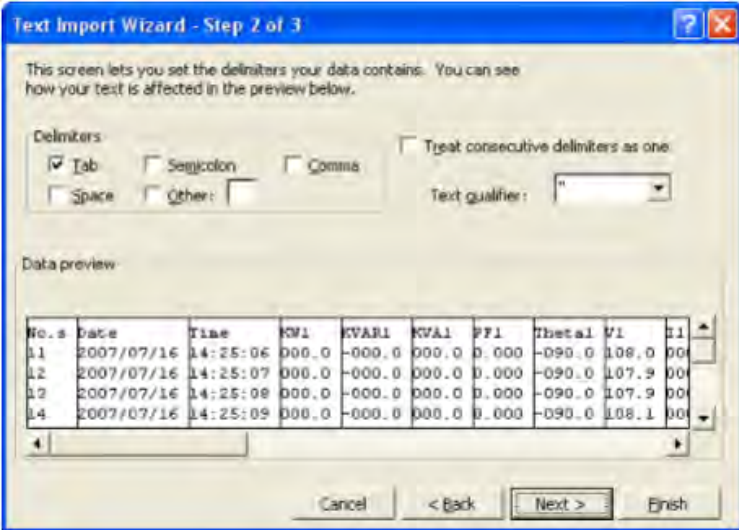 Text Import Wizard - Step 2 of 3
This screen lets you set the delimiters your data contains. You can see
how your text is affected in the preview below.
Delimiters
Tab Semicolon Comma
Space Other:
Treat consecutive delimiters as one
Text qualifier: "
Data preview
No.s Date Time KW1 KVAR1 KVA1 PF1 Theta1 V1 I1
11 2007/07/16 14:25:06 000.0 -000.0 000.0 0.000 -090.0 108.0 00
12 2007/07/16 14:25:07 000.0 -000.0 000.0 0.000 -090.0 107.9 00
13 2007/07/16 14:25:08 000.0 -000.0 000.0 0.000 -090.0 107.9 00
14 2007/07/16 14:25:09 000.0 -000.0 000.0 0.000 -090.0 108.1 00
Cancel < Back Next > Finish